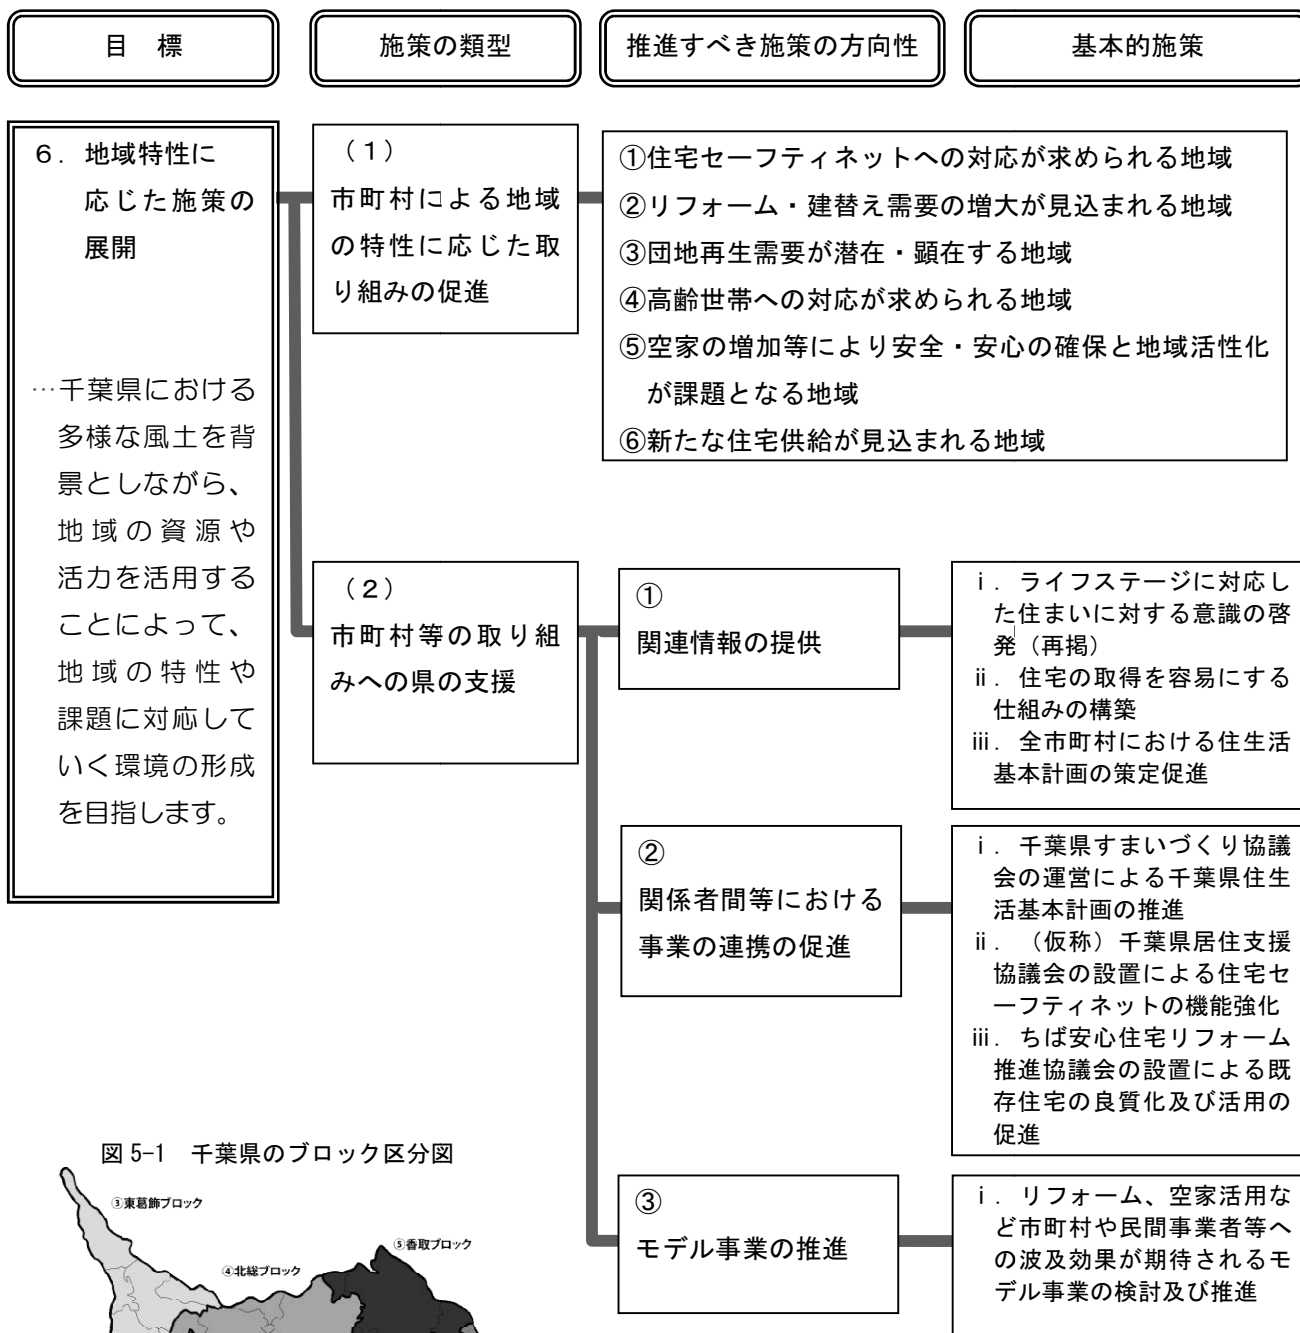 目　標
施策の類型
推進すべき施策の方向性
基本的施策
６．地域特性に
応じた施策の
展開
…千葉県における
多様な風土を背
景としながら、
地域の資源や
活力を活用する
ことによって、
地域の特性や
課題に対応して
いく環境の形成
を目指します。
（１）
市町村による地域
の特性に応じた取
り組みの促進
①住宅セーフティネットへの対応が求められる地域
②リフォーム・建替え需要の増大が見込まれる地域
③団地再生需要が潜在・顕在する地域
④高齢世帯への対応が求められる地域
⑤空家の増加等により安全・安心の確保と地域活性化
が課題となる地域
⑥新たな住宅供給が見込まれる地域
（２）
市町村等の取り組
みへの県の支援
①
関連情報の提供
ⅰ．ライフステージに対応し
た住まいに対する意識の啓
発（再掲）
ⅱ．住宅の取得を容易にする
仕組みの構築
ⅲ．全市町村における住生活
基本計画の策定促進
②
関係者間等における
事業の連携の促進
ⅰ．千葉県すまいづくり協議
会の運営による千葉県住生
活基本計画の推進
ⅱ．（仮称）千葉県居住支援
協議会の設置による住宅セ
ーフティネットの機能強化
ⅲ．ちば安心住宅リフォーム
推進協議会の設置による既
存住宅の良質化及び活用の
促進
③
モデル事業の推進
ⅰ．リフォーム、空家活用な
ど市町村や民間事業者等へ
の波及効果が期待されるモ
デル事業の検討及び推進
図 5-1　千葉県のブロック区分図
③東葛飾ブロック
⑤香取ブロック
④北総ブロック